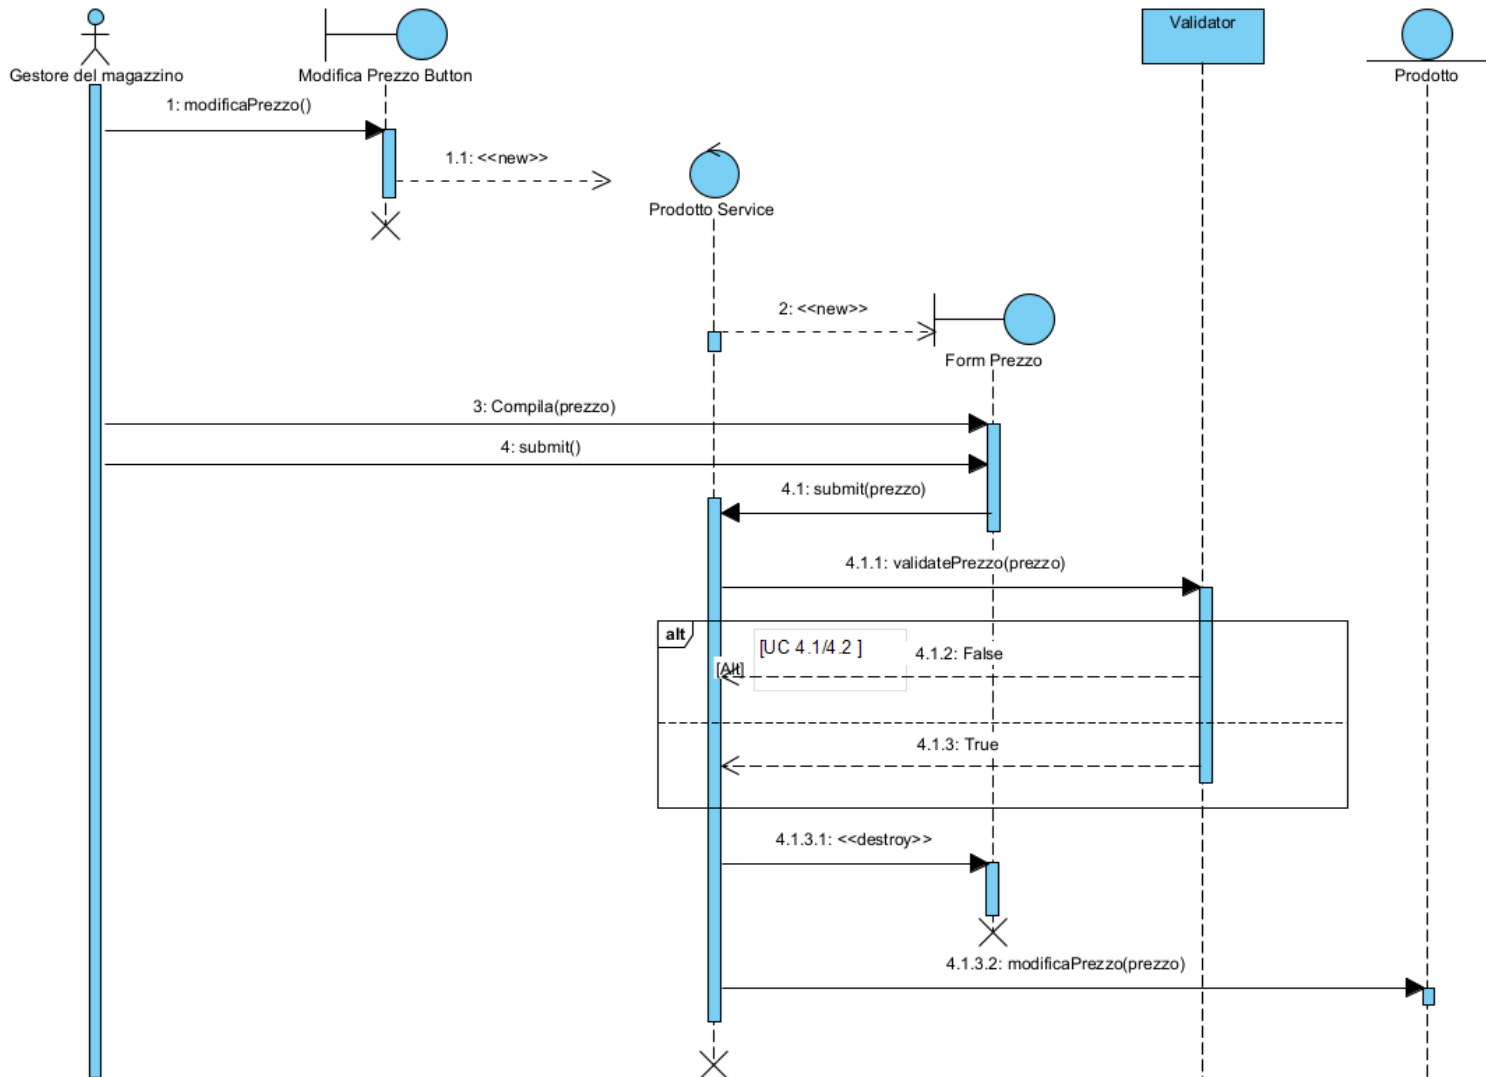 Validator
Gestore del magazzino
Modifica Prezzo Button
Prodotto
1: modificaPrezzo()
1.1: <<new>>
Prodotto Service
2: <<new>>
Form Prezzo
3: Compila(prezzo)
4: submit()
4.1: submit(prezzo)
4.1.1: validatePrezzo(prezzo)
alt
[UC 4.1/4.2 ]
4.1.2: False
[Alt]
4.1.3: True
4.1.3.1: <<destroy>>
4.1.3.2: modificaPrezzo(prezzo)